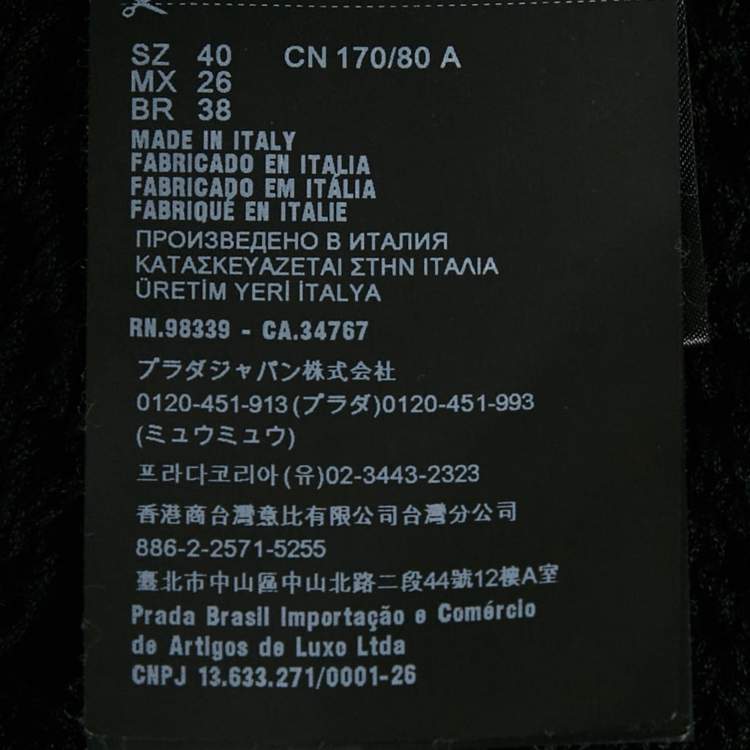 SZ 40 CN 170/80 A
MX 26
BR 38
MADE IN ITALY
FABRICADO EN ITALIA
FABRICADO EM ITÁLIA
FABRIQUÉ EN ITALIE
ПРОИЗВЕДЕНО В ИТАЛИЯ
ΚΑΤΑΣΚΕΥΑΖΕΤΑΙ ΣΤΗΝ ΙΤΑΛΙΑ
ÜRETİM YERİ İTALYA
RN.98339 - CA.34767
プラダジャパン株式会社
0120-451-913(プラダ)0120-451-993
(ミュウミュウ)
프라다코리아(유)02-3443-2323
香港商台灣意比有限公司台灣分公司
886-2-2571-5255
臺北市中山區中山北路二段44號12樓A室
Prada Brasil Importação e Comércio
de Artigos de Luxo Ltda
CNPJ 13.633.271/0001-26